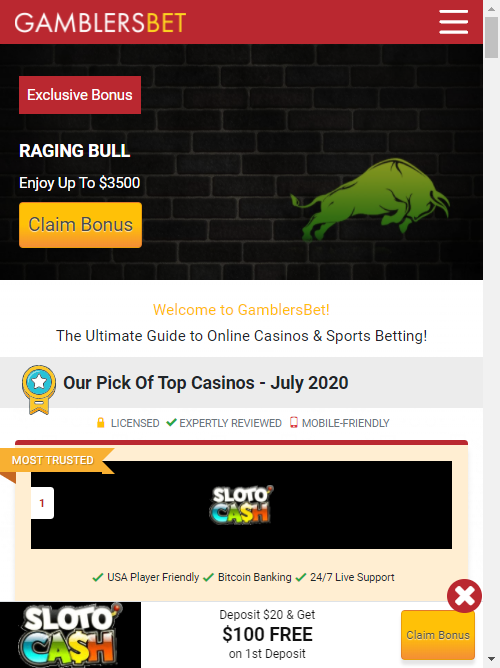 GAMBLERSBET
Exclusive Bonus
RAGING BULL
Enjoy Up To $3500
Claim Bonus
Welcome to GamblersBet!
The Ultimate Guide to Online Casinos & Sports Betting!
Our Pick Of Top Casinos - July 2020
LICENSED EXPERTLY REVIEWED MOBILE-FRIENDLY
MOST TRUSTED
1
SLOTO'
CA$H
USA Player Friendly Bitcoin Banking 24/7 Live Support
SLOTO'
CA$H
Deposit $20 & Get
$100 FREE
on 1st Deposit
Claim Bonus